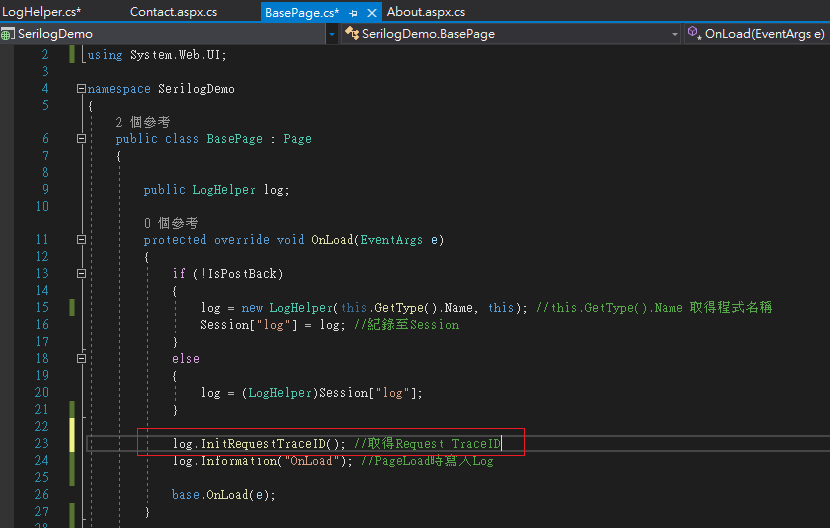 LogHelper.cs* Contact.aspx.cs BasePage.cs* About.aspx.cs
SerilogDemo SerilogDemo.BasePage OnLoad(EventArgs e)
2 using System.Web.UI;
3
4 namespace SerilogDemo
5 {
2 個參考
6 public class BasePage : Page
7 {
8
9 public LogHelper log;
10
0 個參考
11 protected override void OnLoad(EventArgs e)
12 {
13 if (!IsPostBack)
14 {
15 log = new LogHelper(this.GetType().Name, this); //this.GetType().Name 取得程式名稱
16 Session["log"] = log; //紀錄至Session
17 }
18 else
19 {
20 log = (LogHelper)Session["log"];
21 }
22
23 log.InitRequestTraceID(); //取得Request TraceID
24 log.Information("OnLoad"); //PageLoad時寫入Log
25
26 base.OnLoad(e);
27 }
28